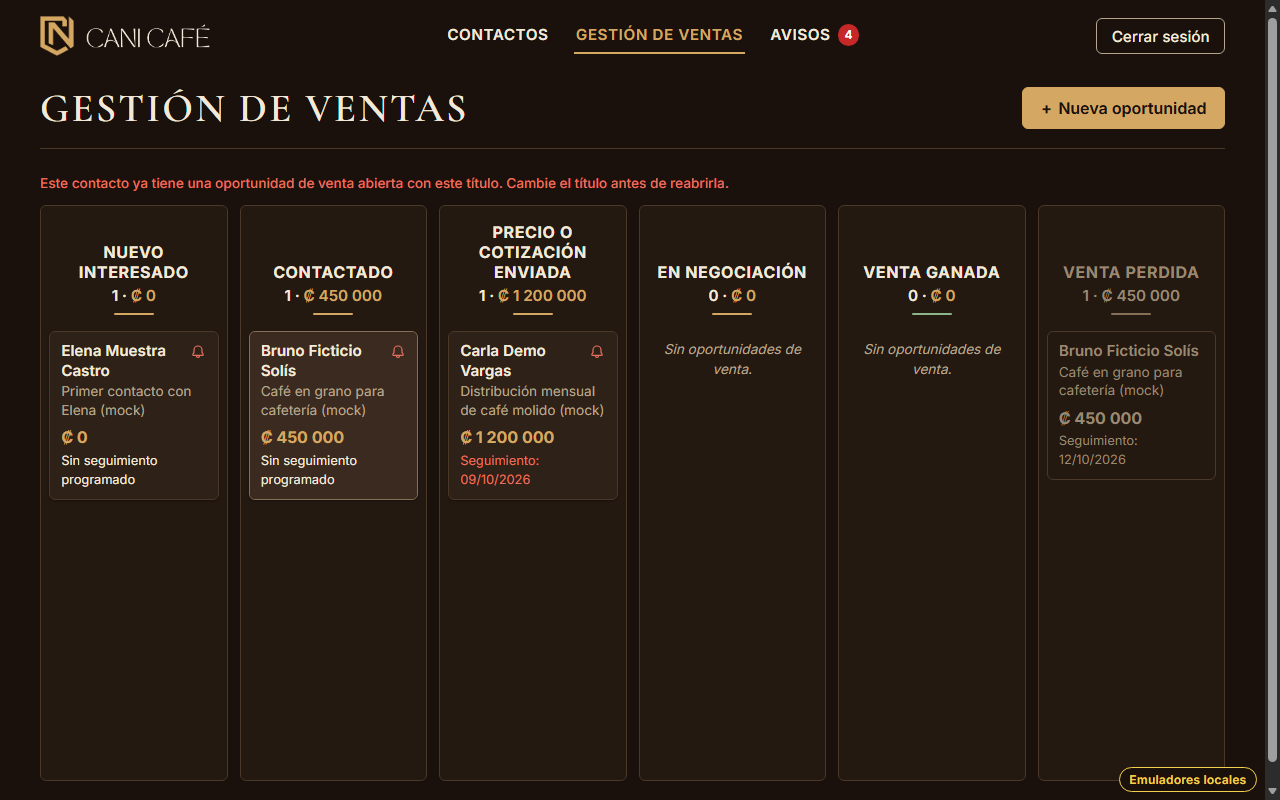 CANI CAFÉ
CONTACTOS
GESTIÓN DE VENTAS
AVISOS 4
Cerrar sesión
GESTIÓN DE VENTAS
+ Nueva oportunidad
Este contacto ya tiene una oportunidad de venta abierta con este título. Cambie el título antes de reabrirla.
NUEVO
INTERESADO
1 · ₡ 0
Elena Muestra
Castro
Primer contacto con
Elena (mock)
₡ 0
Sin seguimiento
programado
CONTACTADO
1 · ₡ 450 000
Bruno Ficticio
Solís
Café en grano para
cafetería (mock)
₡ 450 000
Sin seguimiento
programado
PRECIO O
COTIZACIÓN
ENVIADA
1 · ₡ 1 200 000
Carla Demo
Vargas
Distribución mensual
de café molido (mock)
₡ 1 200 000
Seguimiento:
09/10/2026
EN NEGOCIACIÓN
0 · ₡ 0
Sin oportunidades de
venta.
VENTA GANADA
0 · ₡ 0
Sin oportunidades de
venta.
VENTA PERDIDA
1 · ₡ 450 000
Bruno Ficticio Solís
Café en grano para
cafetería (mock)
₡ 450 000
Seguimiento:
12/10/2026
Emuladores locales